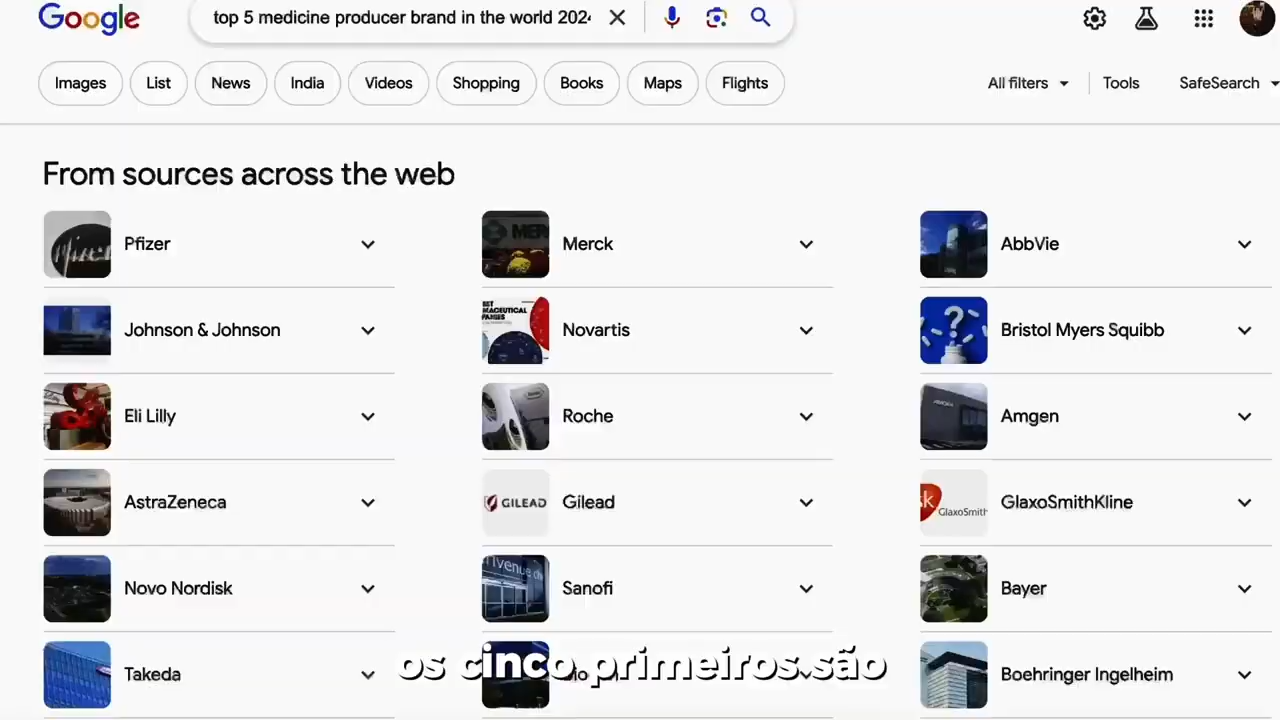 Google
top 5 medicine producer brand in the world 2024
Images
List
News
India
Videos
Shopping
Books
Maps
Flights
All filters
Tools
SafeSearch
From sources across the web
Pfizer
Merck
AbbVie
Johnson & Johnson
Novartis
Bristol Myers Squibb
Eli Lilly
Roche
Amgen
AstraZeneca
GILEAD
Gilead
GlaxoSmith
GlaxoSmithKline
Novo Nordisk
Sanofi
Bayer
Takeda
Boehringer Ingelheim
os cinco primeiros são